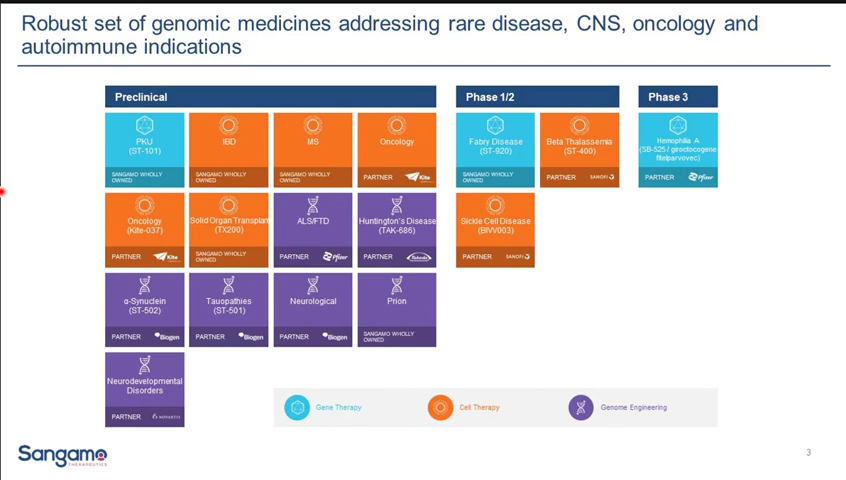 Robust set of genomic medicines addressing rare disease, CNS, oncology and
autoimmune indications
Preclinical
Phase 1/2
Phase 3
PKU
(ST-101)
SANGAMO WHOLLY
OWNED
IBD
SANGAMO WHOLLY
OWNED
MS
SANGAMO WHOLLY
OWNED
Oncology
PARTNER Kite
Fabry Disease
(ST-920)
SANGAMO WHOLLY
OWNED
Beta Thalassemia
(ST-400)
PARTNER SANOFI
Hemophilia A
(SB-525 / giroctocogene
fitelparvovec)
PARTNER Pfizer
Oncology
(Kite-037)
PARTNER Kite
Solid Organ Transplan
(TX200)
SANGAMO WHOLLY
OWNED
ALS/FTD
PARTNER Pfizer
Huntington's Disease
(TAK-686)
PARTNER Takeda
Sickle Cell Disease
(BIVV003)
PARTNER SANOFI
α-Synuclein
(ST-502)
PARTNER Biogen
Tauopathies
(ST-501)
PARTNER Biogen
Neurological
PARTNER Biogen
Prion
SANGAMO WHOLLY
OWNED
Neurodevelopmental
Disorders
PARTNER NOVARTIS
Gene Therapy
Cell Therapy
Genome Engineering
Sangamo
THERAPEUTICS
3